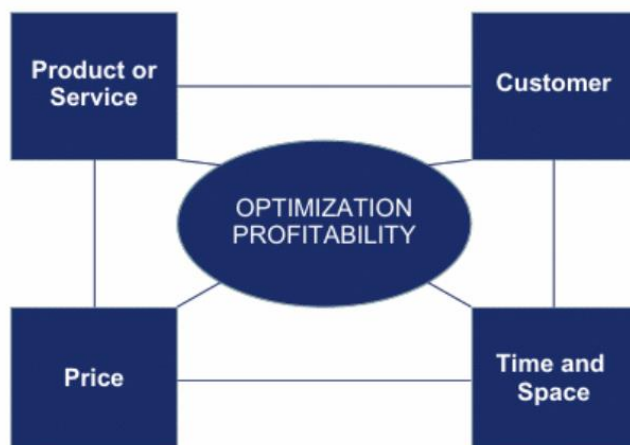 Product or
Service
Customer
OPTIMIZATION
PROFITABILITY
Price
Time and
Space